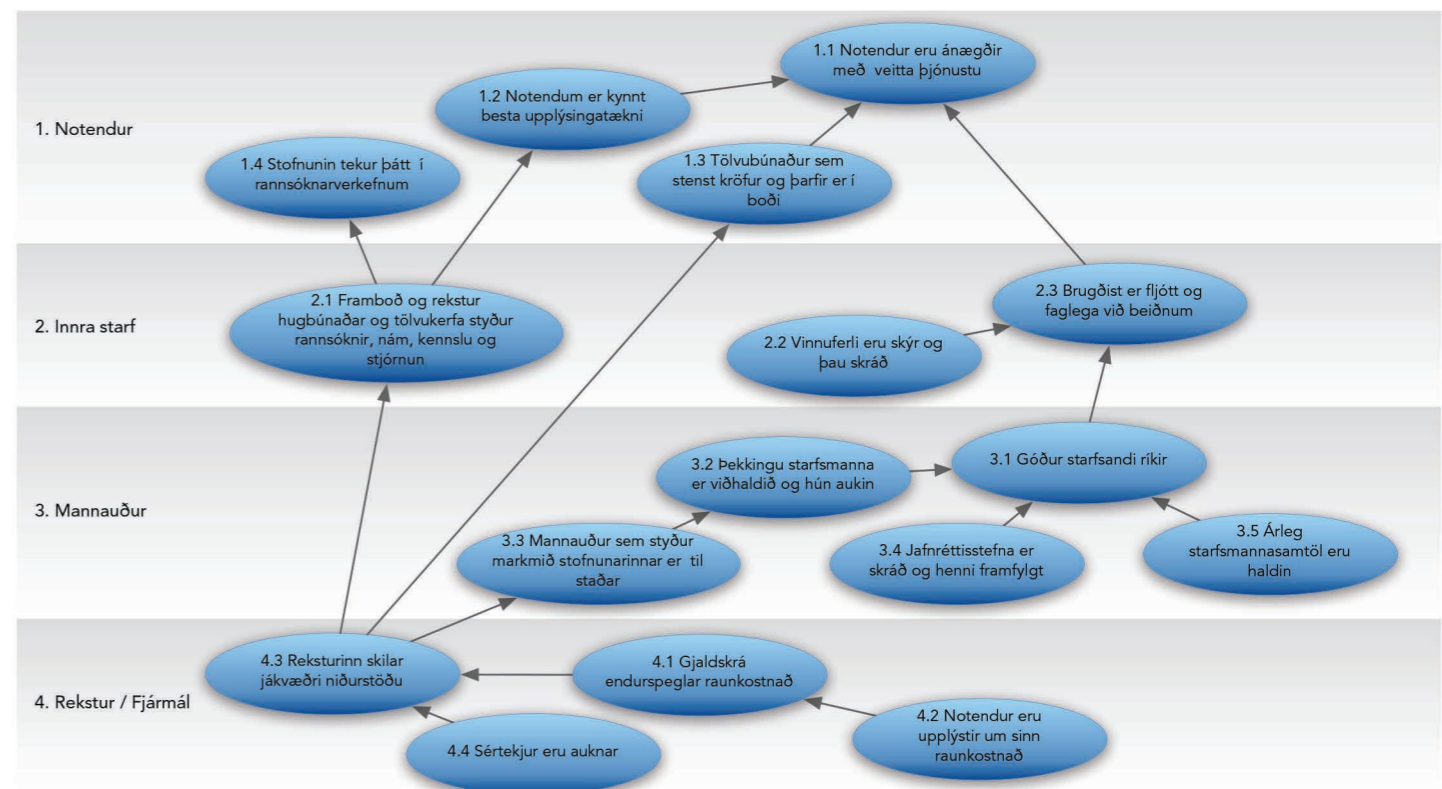 1. Notendur
1.1 Notendur eru ánægðir
með veitta þjónustu
1.2 Notendum er kynnt
besta upplýsingatækni
1.3 Tölvubúnaður sem
stenst kröfur og þarfir er í
boði
1.4 Stofnunin tekur þátt í
rannsóknarverkefnum
2. Innra starf
2.1 Framboð og rekstur
hugbúnaðar og tölvukerfa styður
rannsóknir, nám, kennslu og
stjórnun
2.2 Vinnuferli eru skýr og
þau skráð
2.3 Brugðist er fljótt og
faglega við beiðnum
3. Mannauður
3.1 Góður starfsandi ríkir
3.2 Þekkingu starfsmanna
er viðhaldið og hún aukin
3.3 Mannauður sem styður
markmið stofnunarinnar er til
staðar
3.4 Jafnréttisstefna er
skráð og henni framfylgt
3.5 Árleg
starfsmannasamtöl eru
haldin
4. Rekstur / Fjármál
4.3 Reksturinn skilar
jákvæðri niðurstöðu
4.1 Gjaldskrá
endurspeglar raunkostnað
4.2 Notendur eru
upplýstir um sinn
raunkostnað
4.4 Sértekjur eru auknar